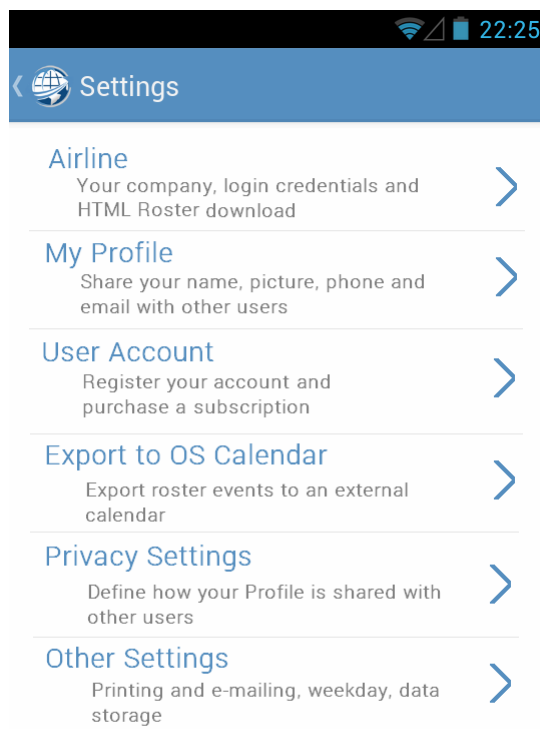 22:25
Settings
Airline
Your company, login credentials and
HTML Roster download
My Profile
Share your name, picture, phone and
email with other users
User Account
Register your account and
purchase a subscription
Export to OS Calendar
Export roster events to an external
calendar
Privacy Settings
Define how your Profile is shared with
other users
Other Settings
Printing and e-mailing, weekday, data
storage